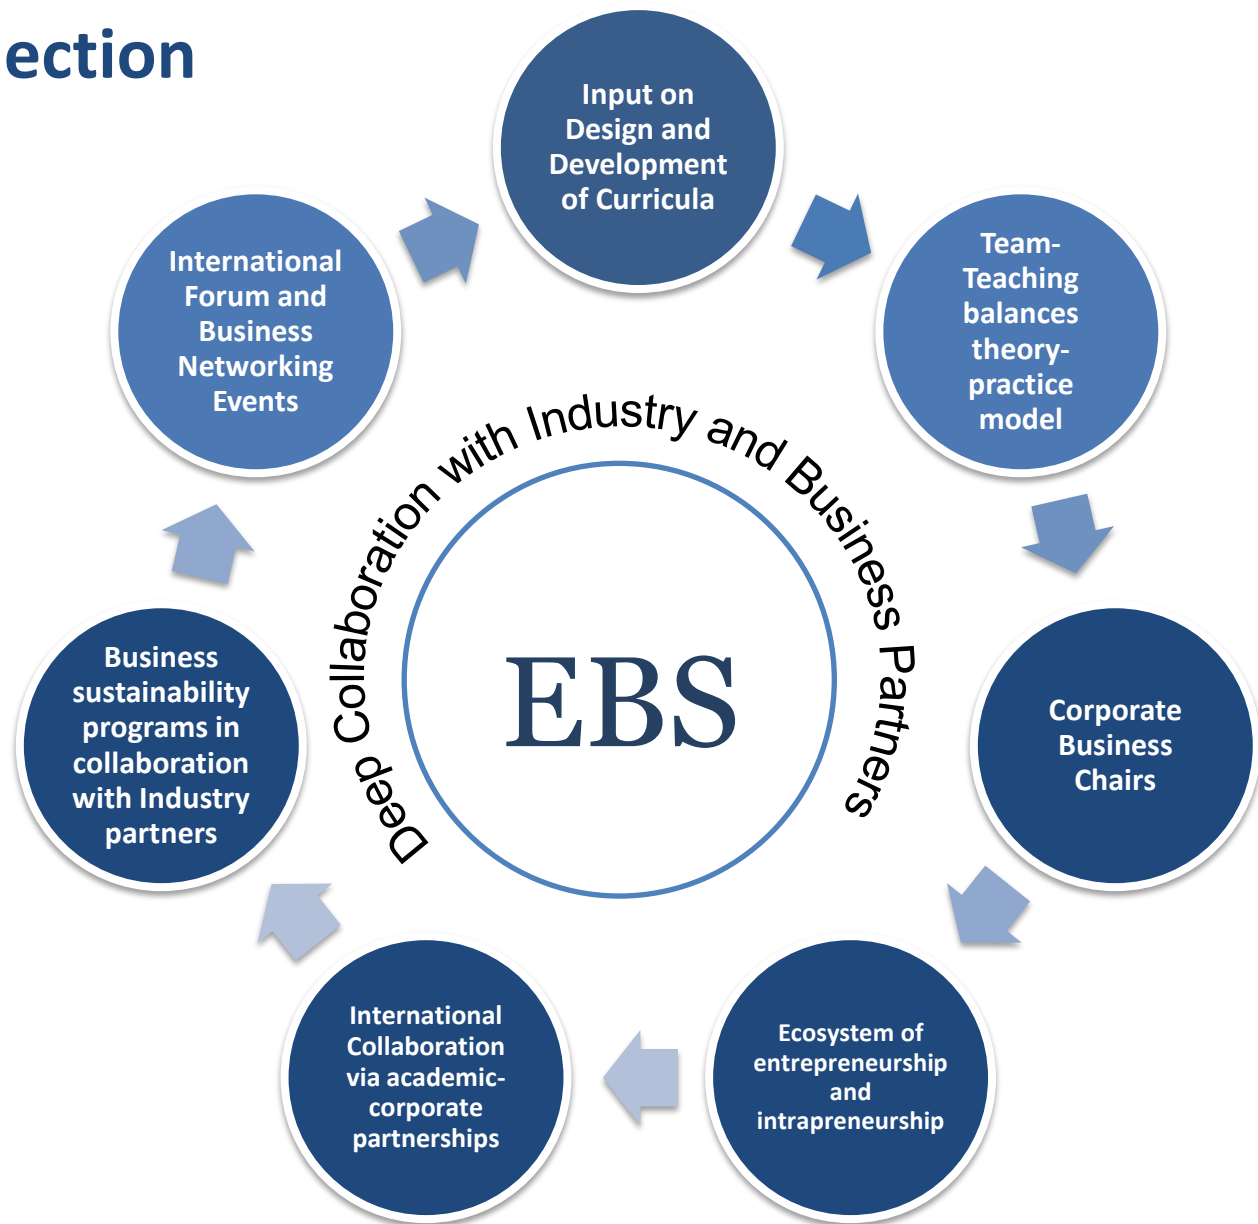 ection
Input on
Design and
Development
of Curricula
Team-
Teaching
balances
theory-
practice
model
Corporate
Business
Chairs
Ecosystem of
entrepreneurship
and
intrapreneurship
International
Collaboration
via academic-
corporate
partnerships
Business
sustainability
programs in
collaboration
with Industry
partners
International
Forum and
Business
Networking
Events
Deep Collaboration with Industry and Business Partners
EBS